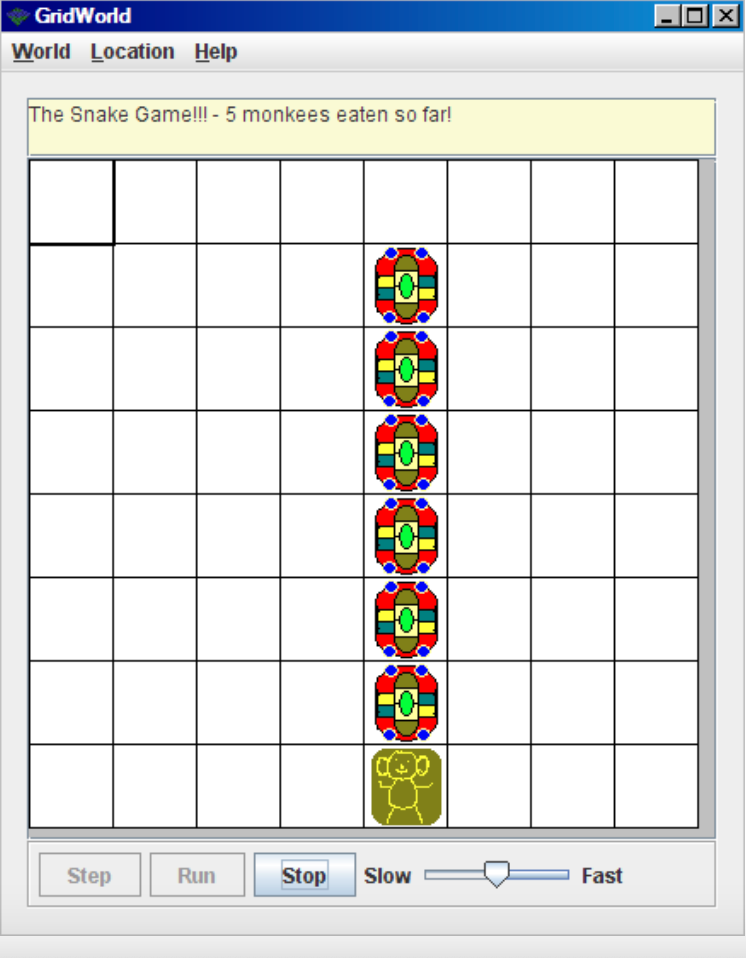 GridWorld
World Location Help
The Snake Game!!! - 5 monkees eaten so far!
Step Run Stop Slow Fast